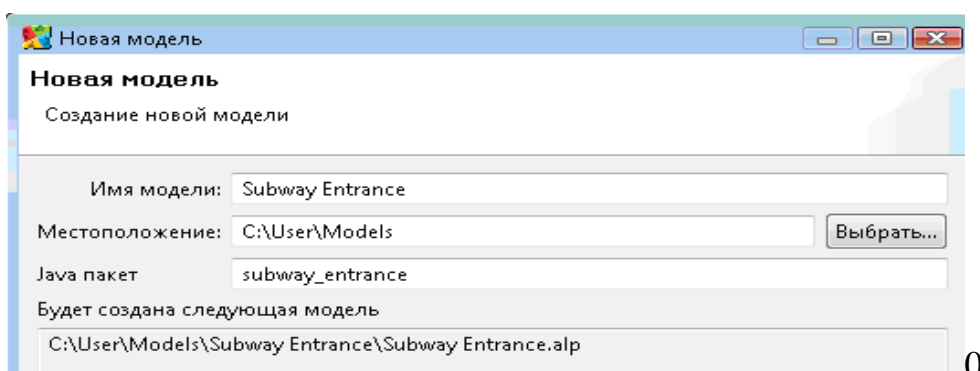 Новая модель
Новая модель
Создание новой модели
Имя модели: Subway Entrance
Местоположение: C:\User\Models Выбрать...
Java пакет subway_entrance
Будет создана следующая модель
C:\User\Models\Subway Entrance\Subway Entrance.alp